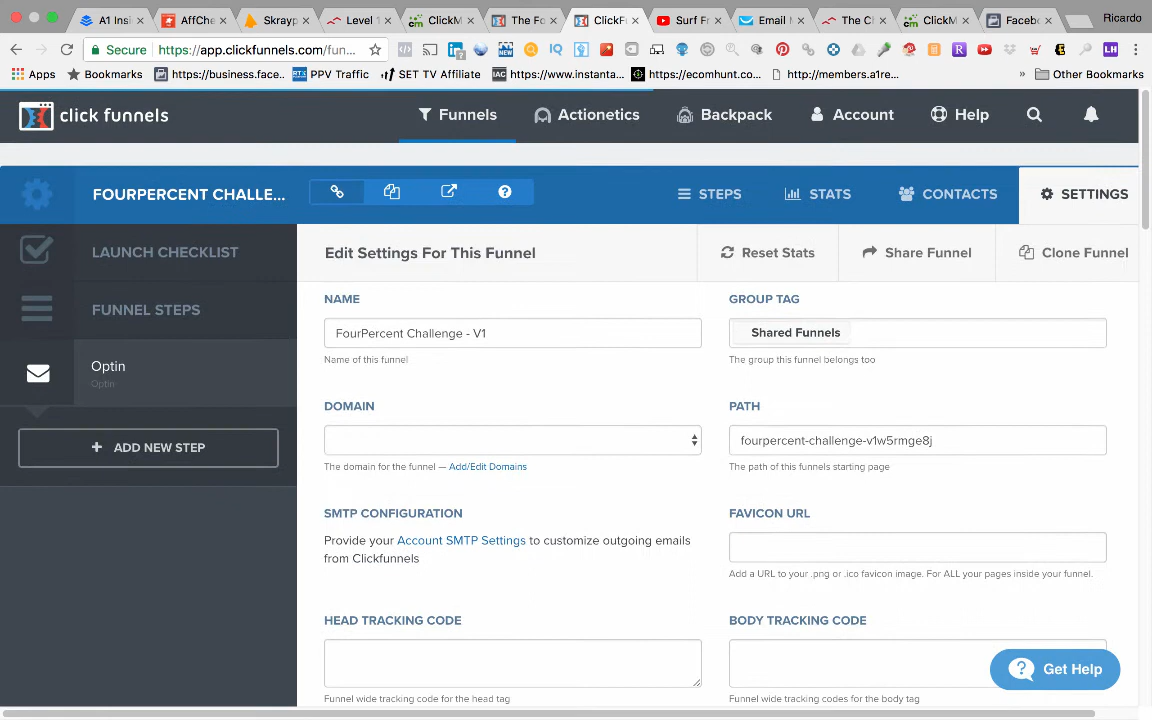 A1 Insi
AffChe
Skrapy
Level 1
ClickM
The Fo
ClickF
Surf Fr
Email M
The Cl
ClickM
Faceb
Ricardo
Secure
https://app.clickfunnels.com/fun...
Apps
Bookmarks
https://business.face...
PPV Traffic
SET TV Affiliate
https://www.instanta...
https://ecomhunt.co...
http://members.a1re...
»
Other Bookmarks
click funnels
Funnels
Actionetics
Backpack
Account
Help
FOURPERCENT CHALLE...
STEPS
STATS
CONTACTS
SETTINGS
LAUNCH CHECKLIST
FUNNEL STEPS
Optin
Optin
+ ADD NEW STEP
Edit Settings For This Funnel
Reset Stats
Share Funnel
Clone Funnel
NAME
FourPercent Challenge - V1
Name of this funnel
GROUP TAG
Shared Funnels
The group this funnel belongs too
DOMAIN
The domain for the funnel — Add/Edit Domains
PATH
fourpercent-challenge-v1w5rmge8j
The path of this funnels starting page
SMTP CONFIGURATION
Provide your Account SMTP Settings to customize outgoing emails
from Clickfunnels
FAVICON URL
Add a URL to your .png or .ico favicon image. For ALL your pages inside your funnel.
HEAD TRACKING CODE
Funnel wide tracking code for the head tag
BODY TRACKING CODE
Funnel wide tracking codes for the body tag
Get Help